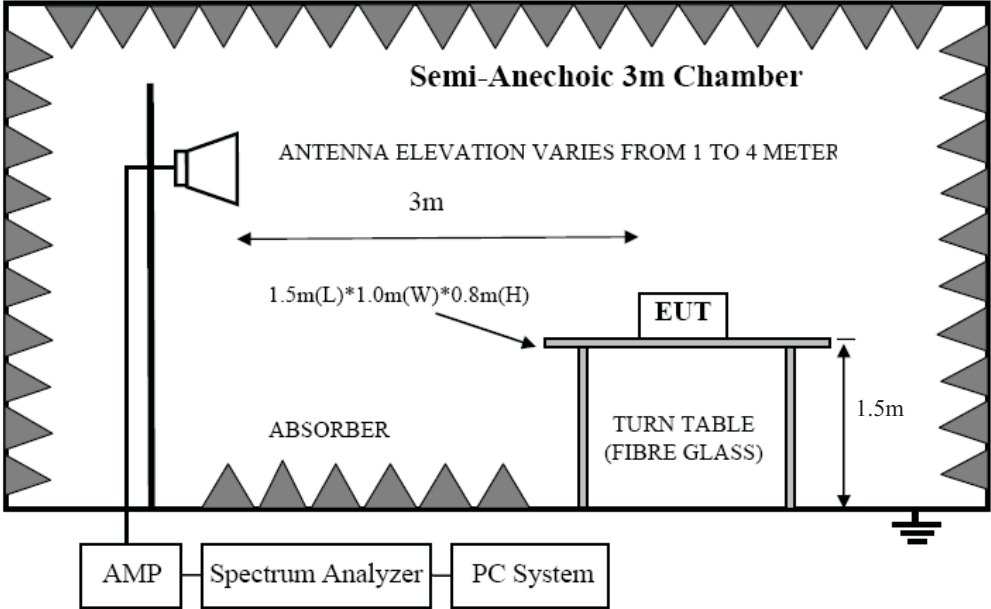 Semi-Anechoic 3m Chamber
ANTENNA ELEVATION VARIES FROM 1 TO 4 METER
3m
1.5m(L)*1.0m(W)*0.8m(H)
EUT
1.5m
ABSORBER
TURN TABLE
(FIBRE GLASS)
AMP
Spectrum Analyzer
PC System